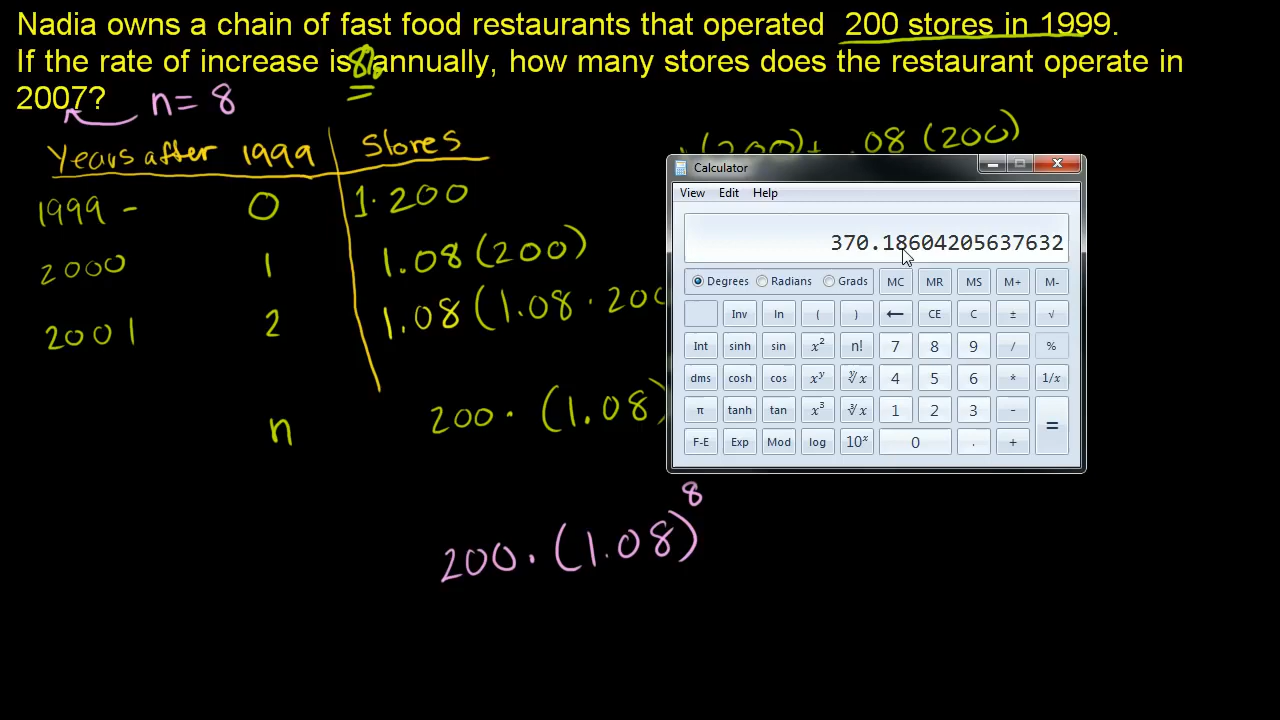 Nadia owns a chain of fast food restaurants that operated 200 stores in 1999.
If the rate of increase is 8% annually, how many stores does the restaurant operate in
2007? n = 8
Years after 1999 Stores
(200) + .08 (200)
1999 - 0 1·200
2000 1 1.08 (200)
2001 2 1.08 (1.08 · 200
n 200 · (1.08)
200 · (1.08)^8
Calculator
View Edit Help
370.18604205637632
Degrees Radians Grads MC MR MS M+ M-
Inv ln ( ) ← CE C ± √
Int sinh sin x² n! 7 8 9 / %
dms cosh cos xʸ ʸ√x 4 5 6 * 1/x
π tanh tan x³ ³√x 1 2 3 - =
F-E Exp Mod log 10ˣ 0 . +